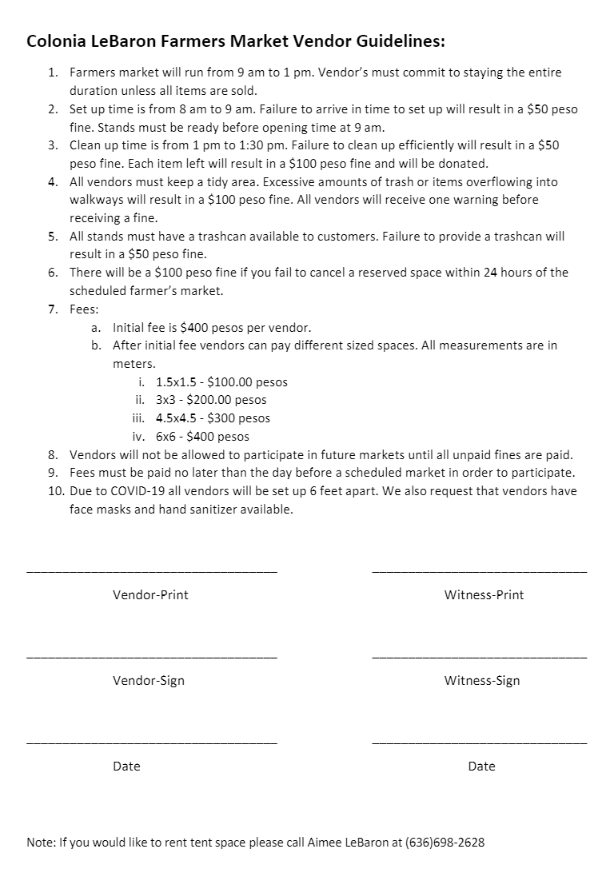 Colonia LeBaron Farmers Market Vendor Guidelines:
1. Farmers market will run from 9 am to 1 pm. Vendor's must commit to staying the entire
duration unless all items are sold.
2. Set up time is from 8 am to 9 am. Failure to arrive in time to set up will result in a $50 peso
fine. Stands must be ready before opening time at 9 am.
3. Clean up time is from 1 pm to 1:30 pm. Failure to clean up efficiently will result in a $50
peso fine. Each item left will result in a $100 peso fine and will be donated.
4. All vendors must keep a tidy area. Excessive amounts of trash or items overflowing into
walkways will result in a $100 peso fine. All vendors will receive one warning before
receiving a fine.
5. All stands must have a trashcan available to customers. Failure to provide a trashcan will
result in a $50 peso fine.
6. There will be a $100 peso fine if you fail to cancel a reserved space within 24 hours of the
scheduled farmer's market.
7. Fees:
a. Initial fee is $400 pesos per vendor.
b. After initial fee vendors can pay different sized spaces. All measurements are in
meters.
i. 1.5x1.5 - $100.00 pesos
ii. 3x3 - $200.00 pesos
iii. 4.5x4.5 - $300 pesos
iv. 6x6 - $400 pesos
8. Vendors will not be allowed to participate in future markets until all unpaid fines are paid.
9. Fees must be paid no later than the day before a scheduled market in order to participate.
10. Due to COVID-19 all vendors will be set up 6 feet apart. We also request that vendors have
face masks and hand sanitizer available.
Vendor-Print Witness-Print
Vendor-Sign Witness-Sign
Date Date
Note: If you would like to rent tent space please call Aimee LeBaron at (636)698-2628